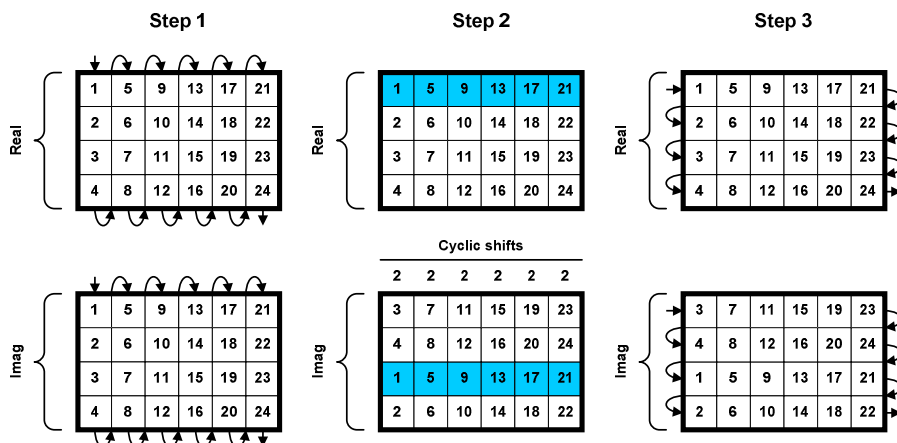 Step 1 Step 2 Step 3
Real
1 5 9 13 17 21
2 6 10 14 18 22
3 7 11 15 19 23
4 8 12 16 20 24
Real
1 5 9 13 17 21
2 6 10 14 18 22
3 7 11 15 19 23
4 8 12 16 20 24
Real
1 5 9 13 17 21
2 6 10 14 18 22
3 7 11 15 19 23
4 8 12 16 20 24
Imag
1 5 9 13 17 21
2 6 10 14 18 22
3 7 11 15 19 23
4 8 12 16 20 24
Cyclic shifts
2 2 2 2 2 2
Imag
3 7 11 15 19 23
4 8 12 16 20 24
1 5 9 13 17 21
2 6 10 14 18 22
Imag
3 7 11 15 19 23
4 8 12 16 20 24
1 5 9 13 17 21
2 6 10 14 18 22